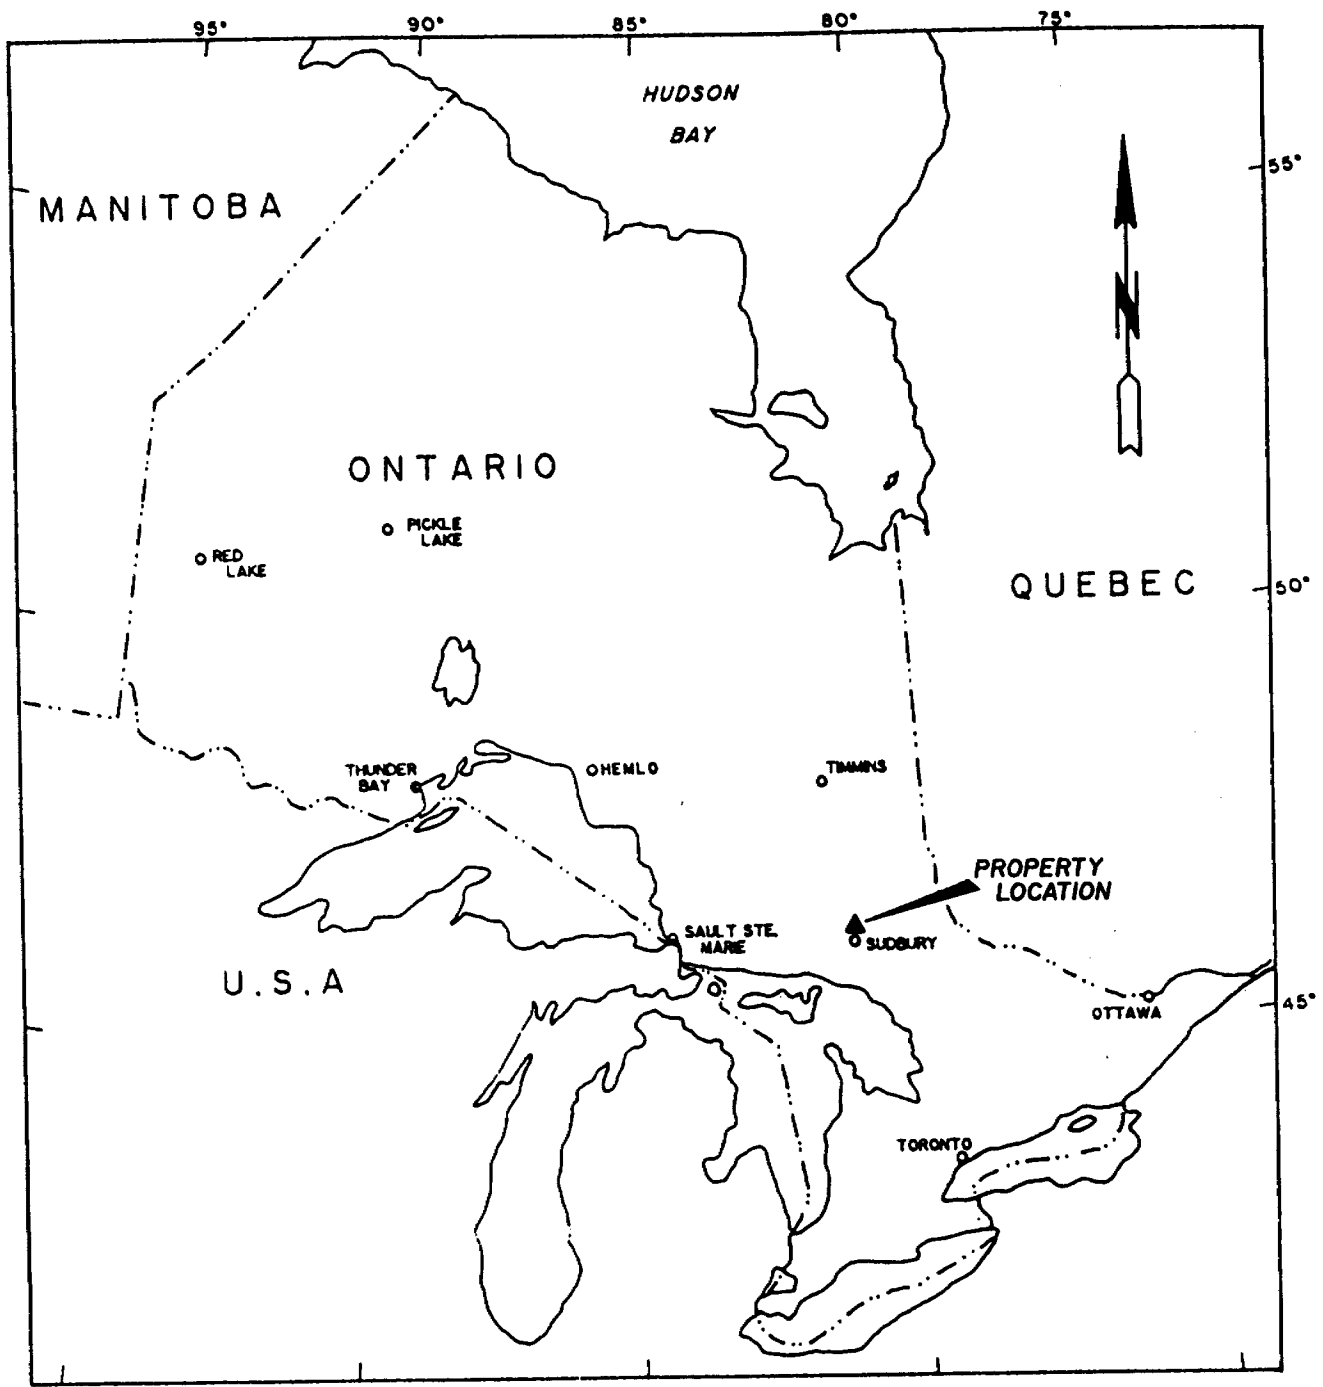 95° 90° 85° 80° 75°
HUDSON
BAY
55°
MANITOBA
N
ONTARIO
PICKLE
LAKE
RED
LAKE
QUEBEC
50°
THUNDER
BAY
HEMLO
TIMMINS
PROPERTY
LOCATION
SAULT STE.
MARIE
SUDBURY
U.S.A
45°
OTTAWA
TORONTO